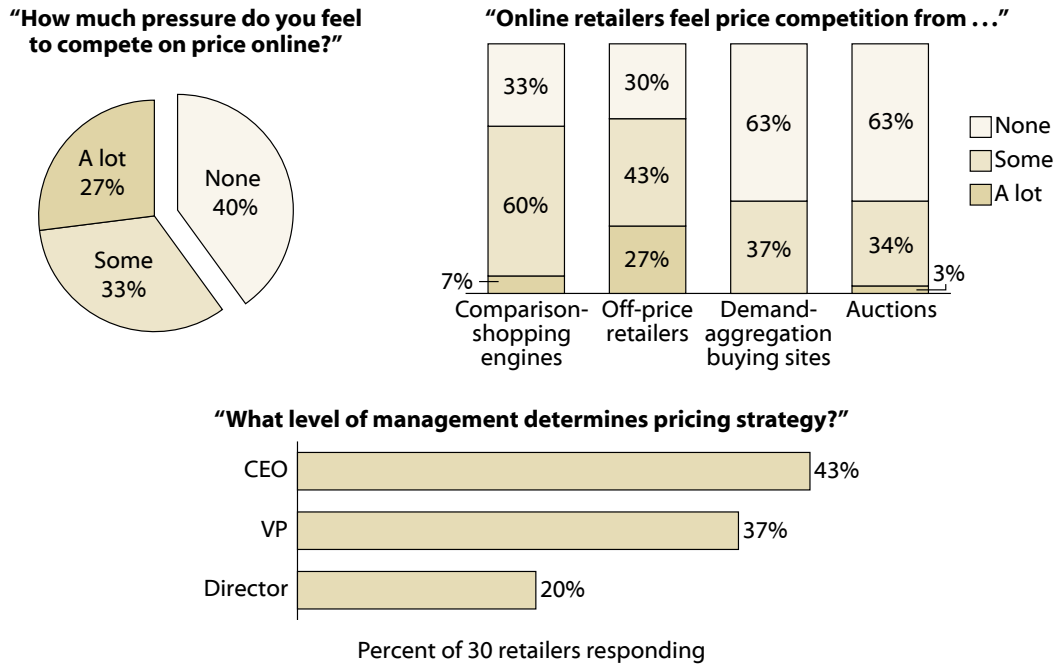 “How much pressure do you feel
to compete on price online?”
A lot
27%
None
40%
Some
33%
“Online retailers feel price competition from . . .”
33%
60%
7%
30%
43%
27%
63%
37%
63%
34%
3%
None
Some
A lot
Comparison-
shopping
engines
Off-price
retailers
Demand-
aggregation
buying sites
Auctions
“What level of management determines pricing strategy?”
CEO
43%
VP
37%
Director
20%
Percent of 30 retailers responding